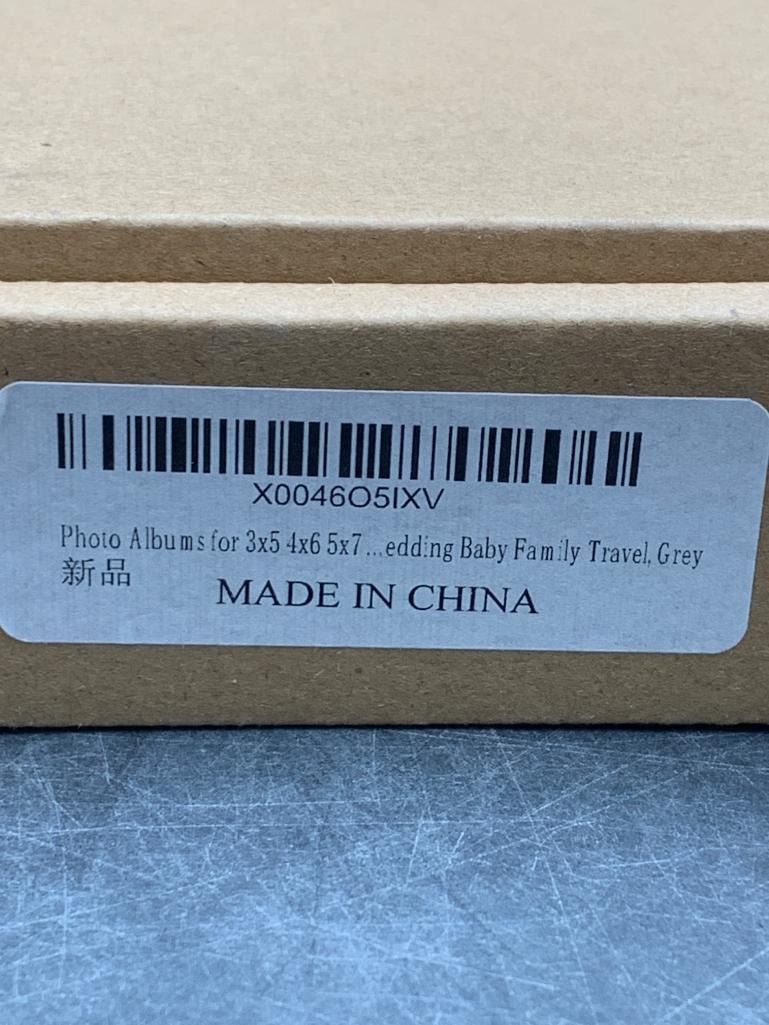 X0046O5IXV
Photo Albums for 3x5 4x6 5x7...edding Baby Family Travel, Grey
新品
MADE IN CHINA